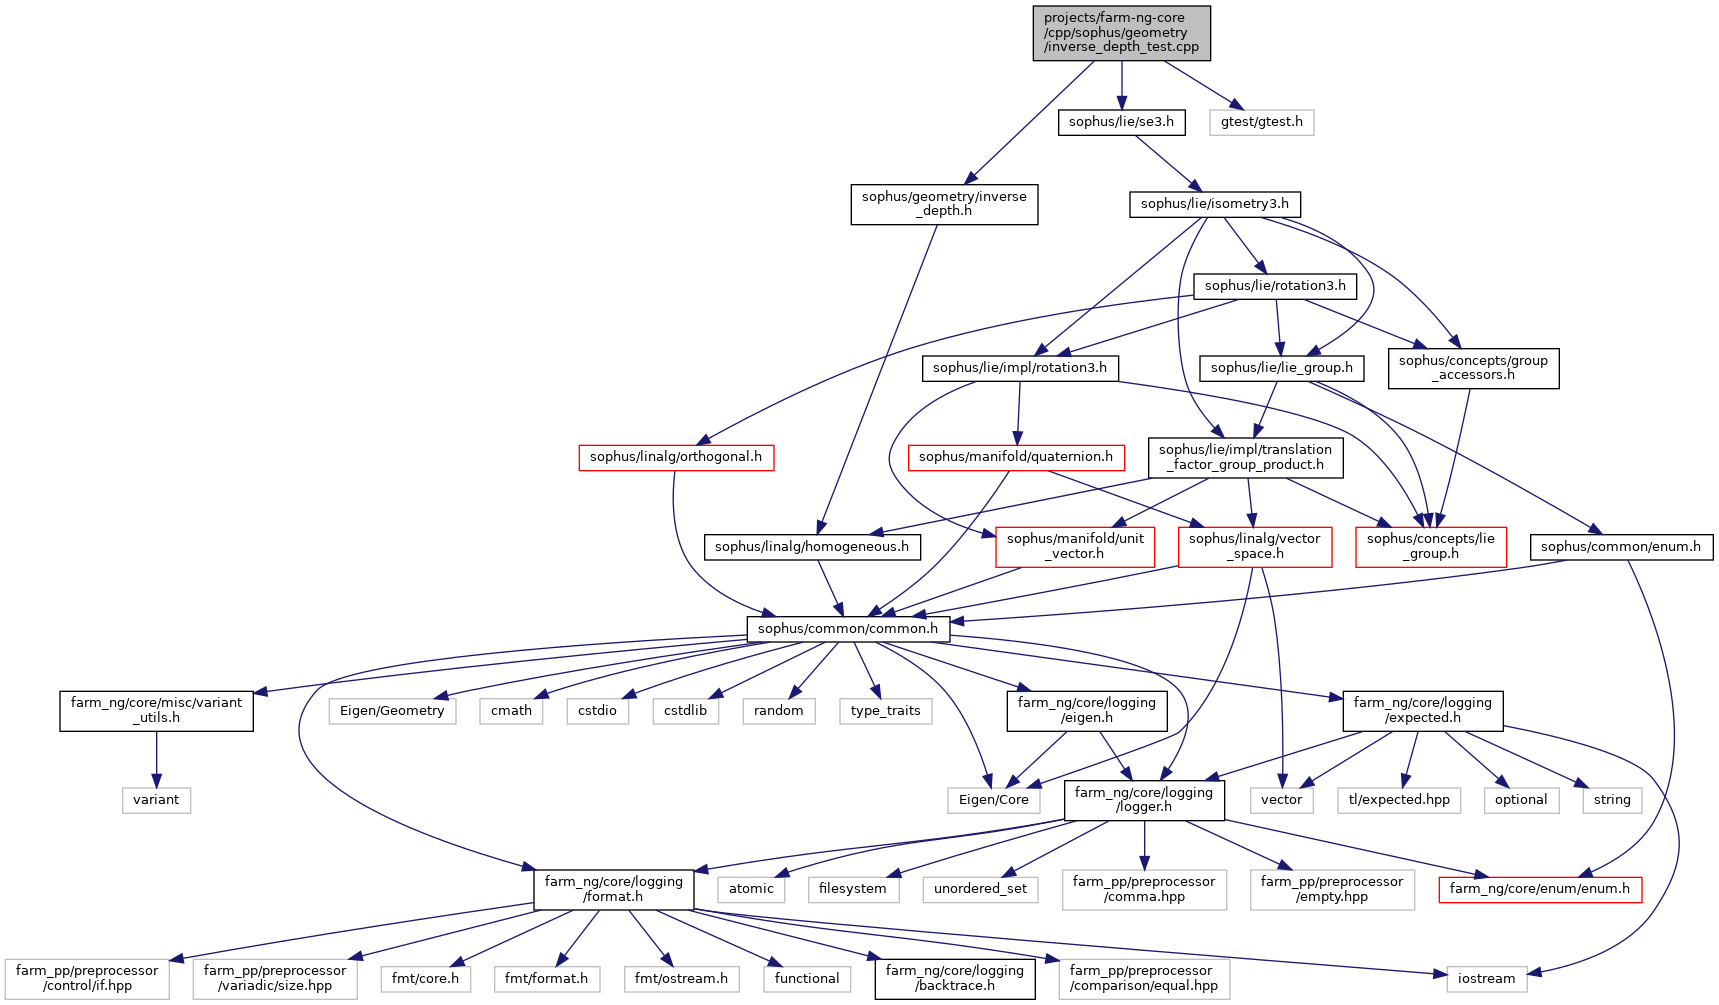 projects/farm-ng-core
/cpp/sophus/geometry
/inverse_depth_test.cpp
sophus/lie/se3.h
gtest/gtest.h
sophus/geometry/inverse
_depth.h
sophus/lie/isometry3.h
sophus/lie/rotation3.h
sophus/lie/impl/rotation3.h
sophus/lie/lie_group.h
sophus/concepts/group
_accessors.h
sophus/linalg/orthogonal.h
sophus/manifold/quaternion.h
sophus/lie/impl/translation
_factor_group_product.h
sophus/linalg/homogeneous.h
sophus/manifold/unit
_vector.h
sophus/linalg/vector
_space.h
sophus/concepts/lie
_group.h
sophus/common/enum.h
sophus/common/common.h
farm_ng/core/misc/variant
_utils.h
Eigen/Geometry
cmath
cstdio
cstdlib
random
type_traits
farm_ng/core/logging
/eigen.h
farm_ng/core/logging
/expected.h
variant
Eigen/Core
farm_ng/core/logging
/logger.h
vector
tl/expected.hpp
optional
string
farm_ng/core/logging
/format.h
atomic
filesystem
unordered_set
farm_pp/preprocessor
/comma.hpp
farm_pp/preprocessor
/empty.hpp
farm_ng/core/enum/enum.h
farm_pp/preprocessor
/control/if.hpp
farm_pp/preprocessor
/variadic/size.hpp
fmt/core.h
fmt/format.h
fmt/ostream.h
functional
farm_ng/core/logging
/backtrace.h
farm_pp/preprocessor
/comparison/equal.hpp
iostream